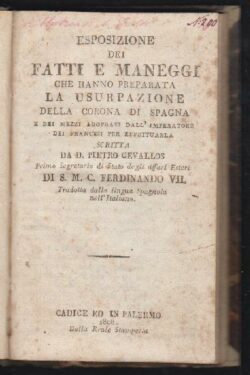 N.290
ESPOSIZIONE
DEI
FATTI E MANEGGI
CHE HANNO PREPARATA
LA USURPAZIONE
DELLA CORONA DI SPAGNA
E DEI MEZZI ADOPRATI DALL'IMPERATORE
DEI FRANCESI PER EFFETTUARLA
SCRITTA
DA D. PIETRO CEVALLOS
Primo Segretario di Stato degli affari Esteri
DI S. M. C. FERDINANDO VII.
Tradotta dalla lingua Spagnola
nell'Italiano.
CADICE ED IN PALERMO
1808.
Dalla Reale Stamperia.